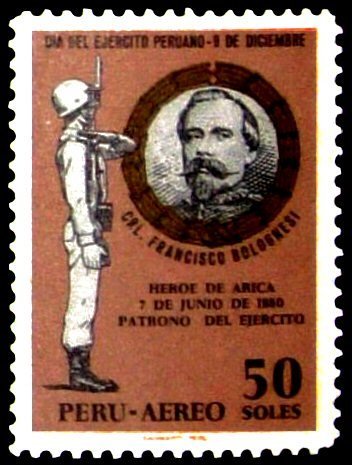 DIA DEL EJERCITO PERUANO-9 DE DICIEMBRE
CRL. FRANCISCO BOLOGNESI
HEROE DE ARICA
7 DE JUNIO DE 1880
PATRONO DEL EJERCITO
50
PERU-AEREO SOLES